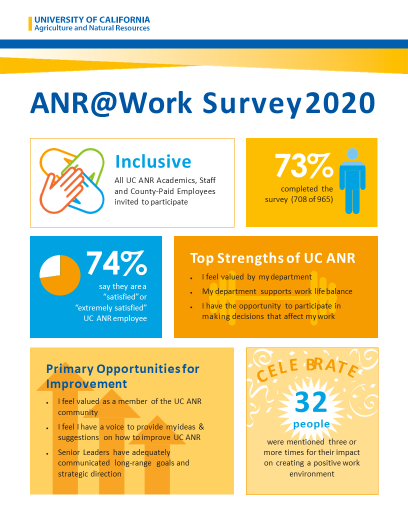 UNIVERSITY OF CALIFORNIA
Agriculture and Natural Resources
ANR@Work Survey 2020
Inclusive
All UC ANR Academics, Staff
and County-Paid Employees
invited to participate
73%
completed the
survey (708 of 965)
74%
say they are a
"satisfied" or
"extremely satisfied"
UC ANR employee
Top Strengths of UC ANR
• I feel valued by my department
• My department supports work life balance
• I have the opportunity to participate in
making decisions that affect my work
Primary Opportunities for
Improvement
• I feel valued as a member of the UC ANR
community
• I feel I have a voice to provide my ideas &
suggestions on how to improve UC ANR
• Senior Leaders have adequately
communicated long-range goals and
strategic direction
CELEBRATE
32
people
were mentioned three or
more times for their impact
on creating a positive work
environment